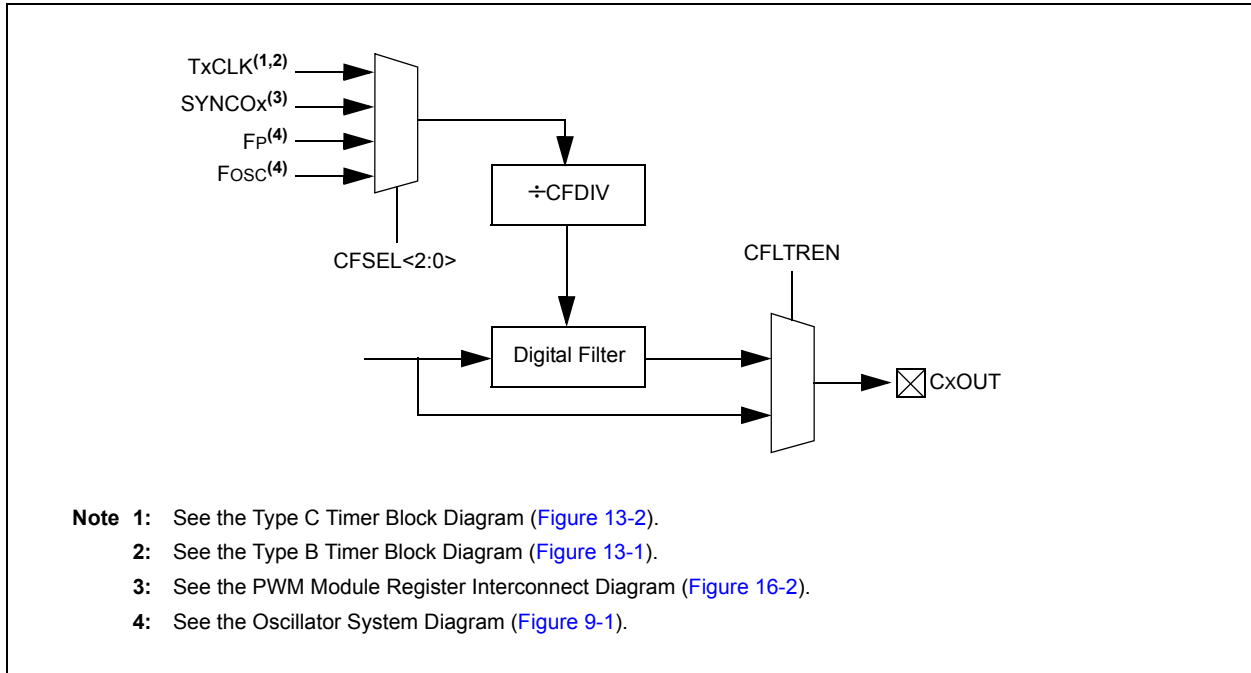 TxCLK(1,2)
SYNCOx(3)
FP(4)
FOSC(4)
÷CFDIV
CFSEL<2:0>
CFLTREN
Digital Filter
CxOUT
Note 1: See the Type C Timer Block Diagram (Figure 13-2).
2: See the Type B Timer Block Diagram (Figure 13-1).
3: See the PWM Module Register Interconnect Diagram (Figure 16-2).
4: See the Oscillator System Diagram (Figure 9-1).